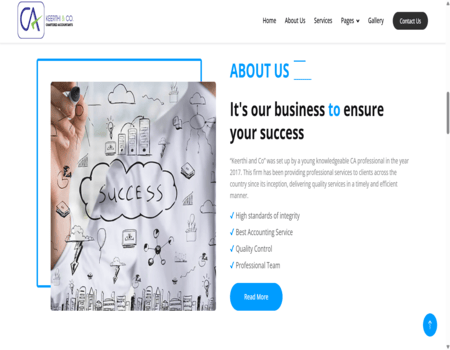 CA
KEERTHI & CO.
CHARTERED ACCOUNTANTS
Home About Us Services Pages Gallery Contact Us
ABOUT US
It's our business to ensure
your success
"Keerthi and Co" was set up by a young knowledgeable CA professional in the year
2017. This firm has been providing professional services to clients across the
country since its inception, delivering quality services in a timely and efficient
manner.
✓ High standards of integrity
✓ Best Accounting Service
✓ Quality Control
✓ Professional Team
SUCCESS
Read More